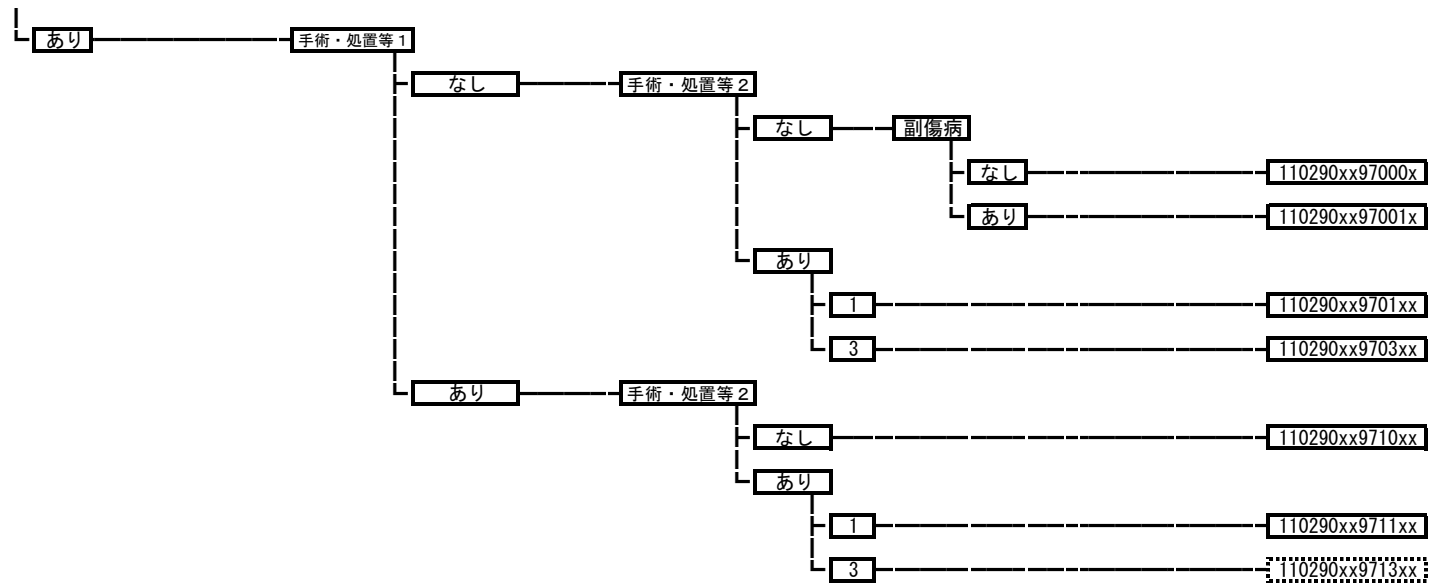 あり 手術・処置等１
なし 手術・処置等２
なし 副傷病
なし 110290xx97000x
あり 110290xx97001x
あり
1 110290xx9701xx
3 110290xx9703xx
あり 手術・処置等２
なし 110290xx9710xx
あり
1 110290xx9711xx
3 110290xx9713xx